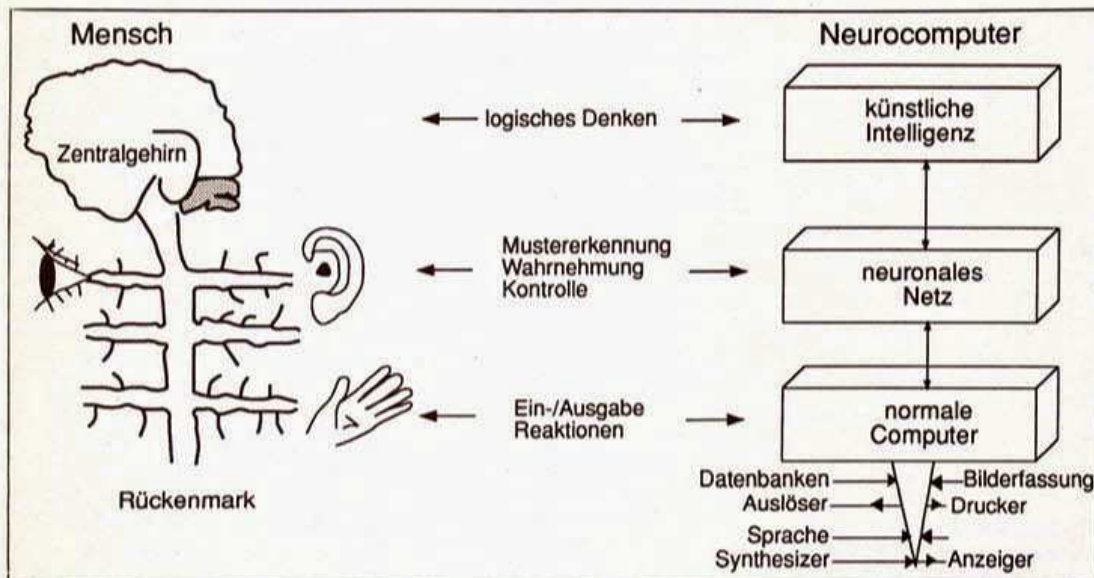 Mensch
Neurocomputer
Zentralgehirn
logisches Denken
künstliche
Intelligenz
Mustererkennung
Wahrnehmung
Kontrolle
neuronales
Netz
Ein-/Ausgabe
Reaktionen
normale
Computer
Rückenmark
Datenbanken
Bilderfassung
Auslöser
Drucker
Sprache
Synthesizer
Anzeiger